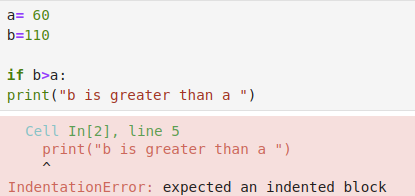 a= 60
b=110
if b>a:
print("b is greater than a ")
Cell In[2], line 5
print("b is greater than a ")
^
IndentationError: expected an indented block